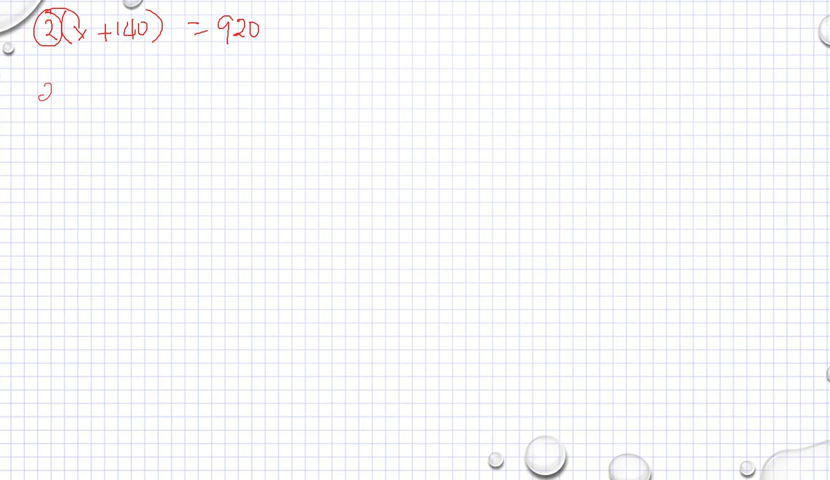 2(x + 140) = 920
2